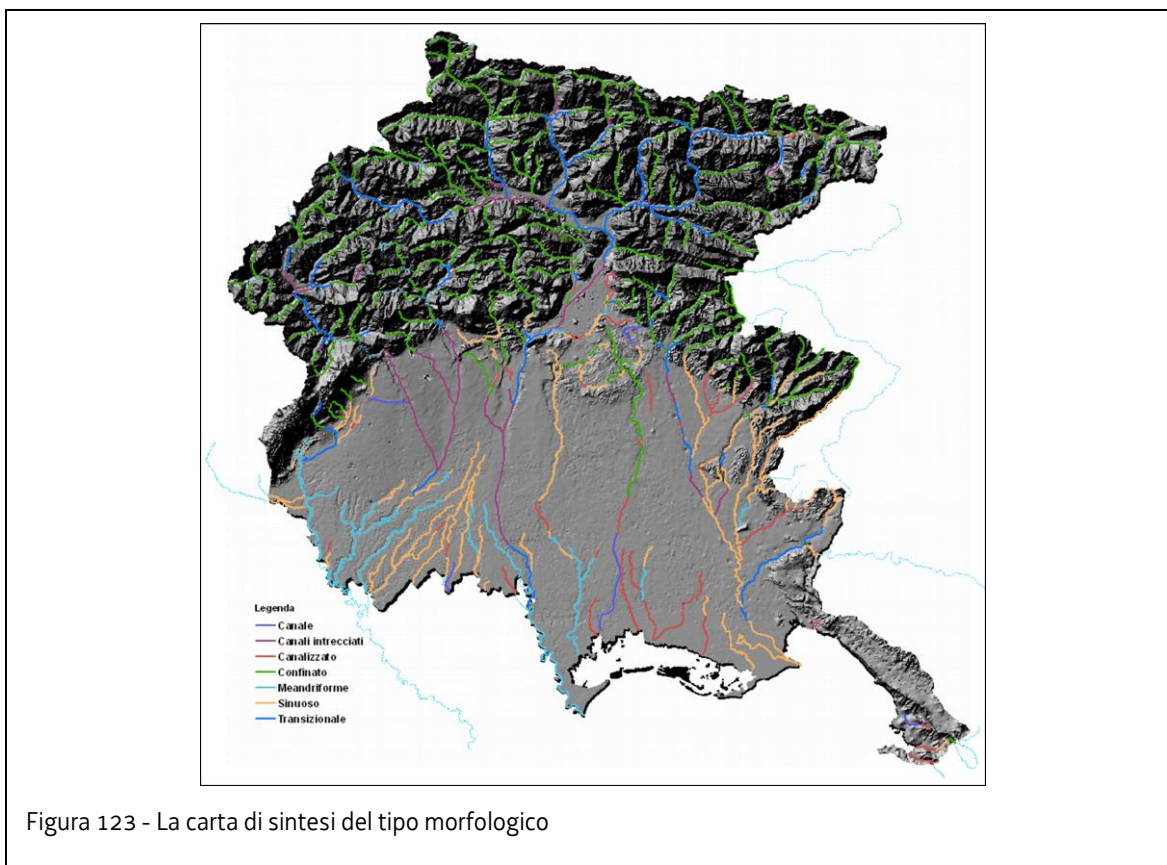 Legenda
Canale
Canali intrecciati
Canalizzato
Confinato
Meandriforme
Sinuoso
Transizionale
Figura 123 - La carta di sintesi del tipo morfologico